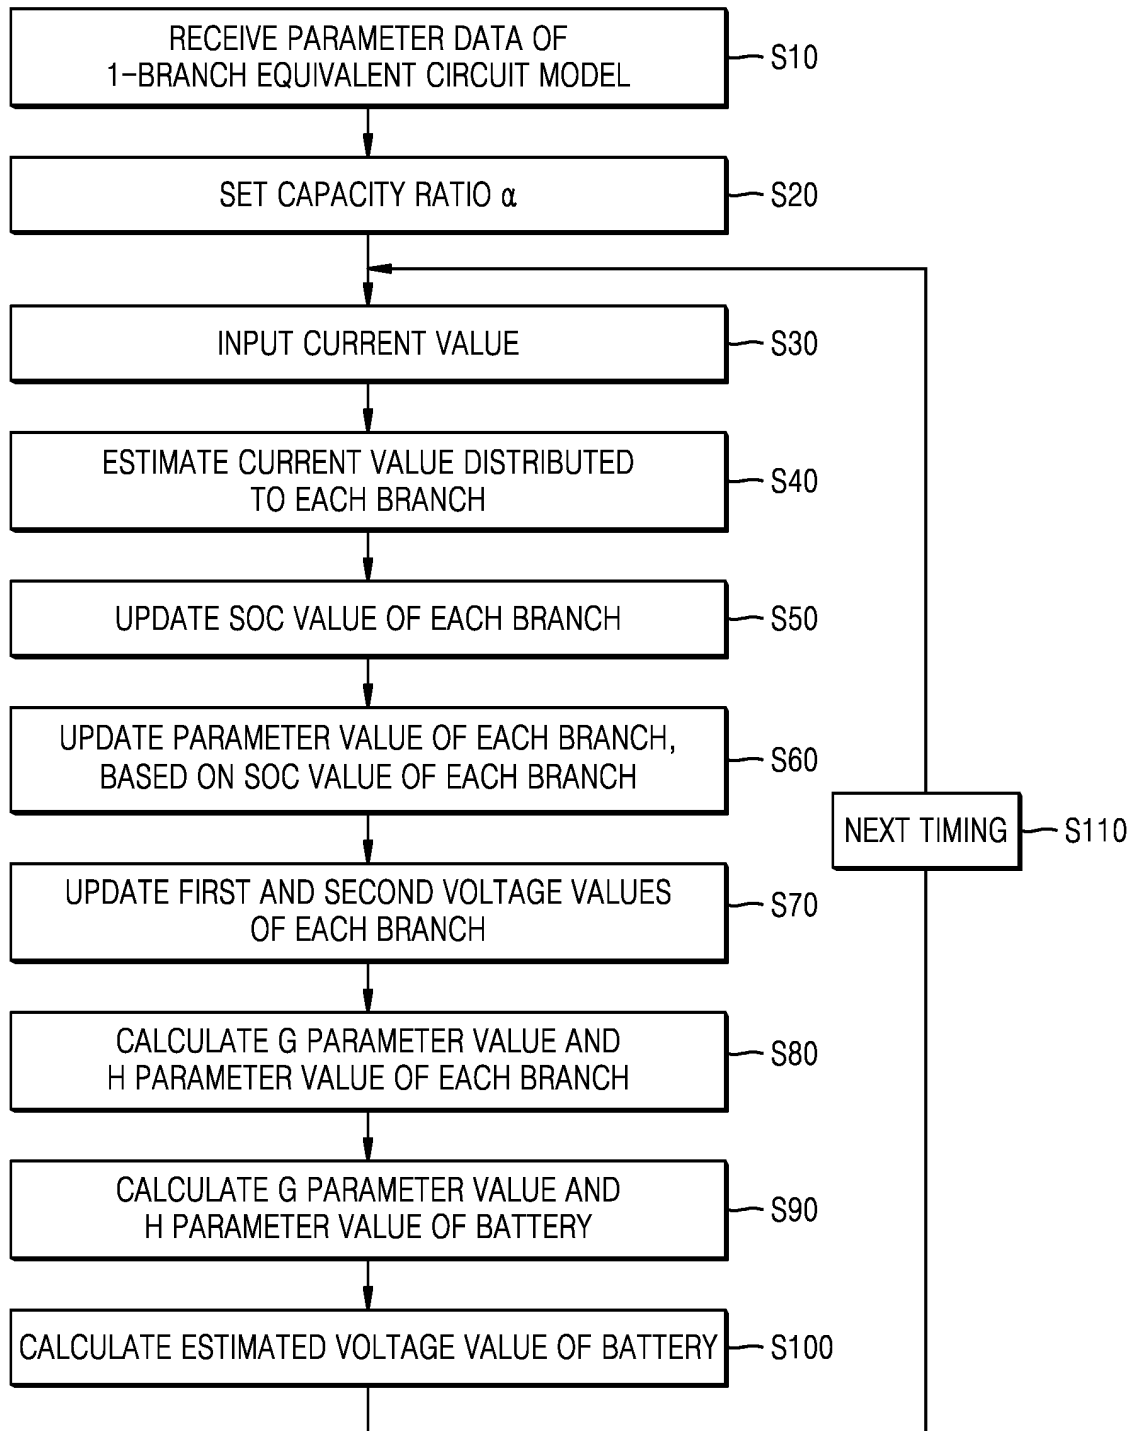 RECEIVE PARAMETER DATA OF
1-BRANCH EQUIVALENT CIRCUIT MODEL
S10
SET CAPACITY RATIO α
S20
INPUT CURRENT VALUE
S30
ESTIMATE CURRENT VALUE DISTRIBUTED
TO EACH BRANCH
S40
UPDATE SOC VALUE OF EACH BRANCH
S50
UPDATE PARAMETER VALUE OF EACH BRANCH,
BASED ON SOC VALUE OF EACH BRANCH
S60
NEXT TIMING
S110
UPDATE FIRST AND SECOND VOLTAGE VALUES
OF EACH BRANCH
S70
CALCULATE G PARAMETER VALUE AND
H PARAMETER VALUE OF EACH BRANCH
S80
CALCULATE G PARAMETER VALUE AND
H PARAMETER VALUE OF BATTERY
S90
CALCULATE ESTIMATED VOLTAGE VALUE OF BATTERY
S100